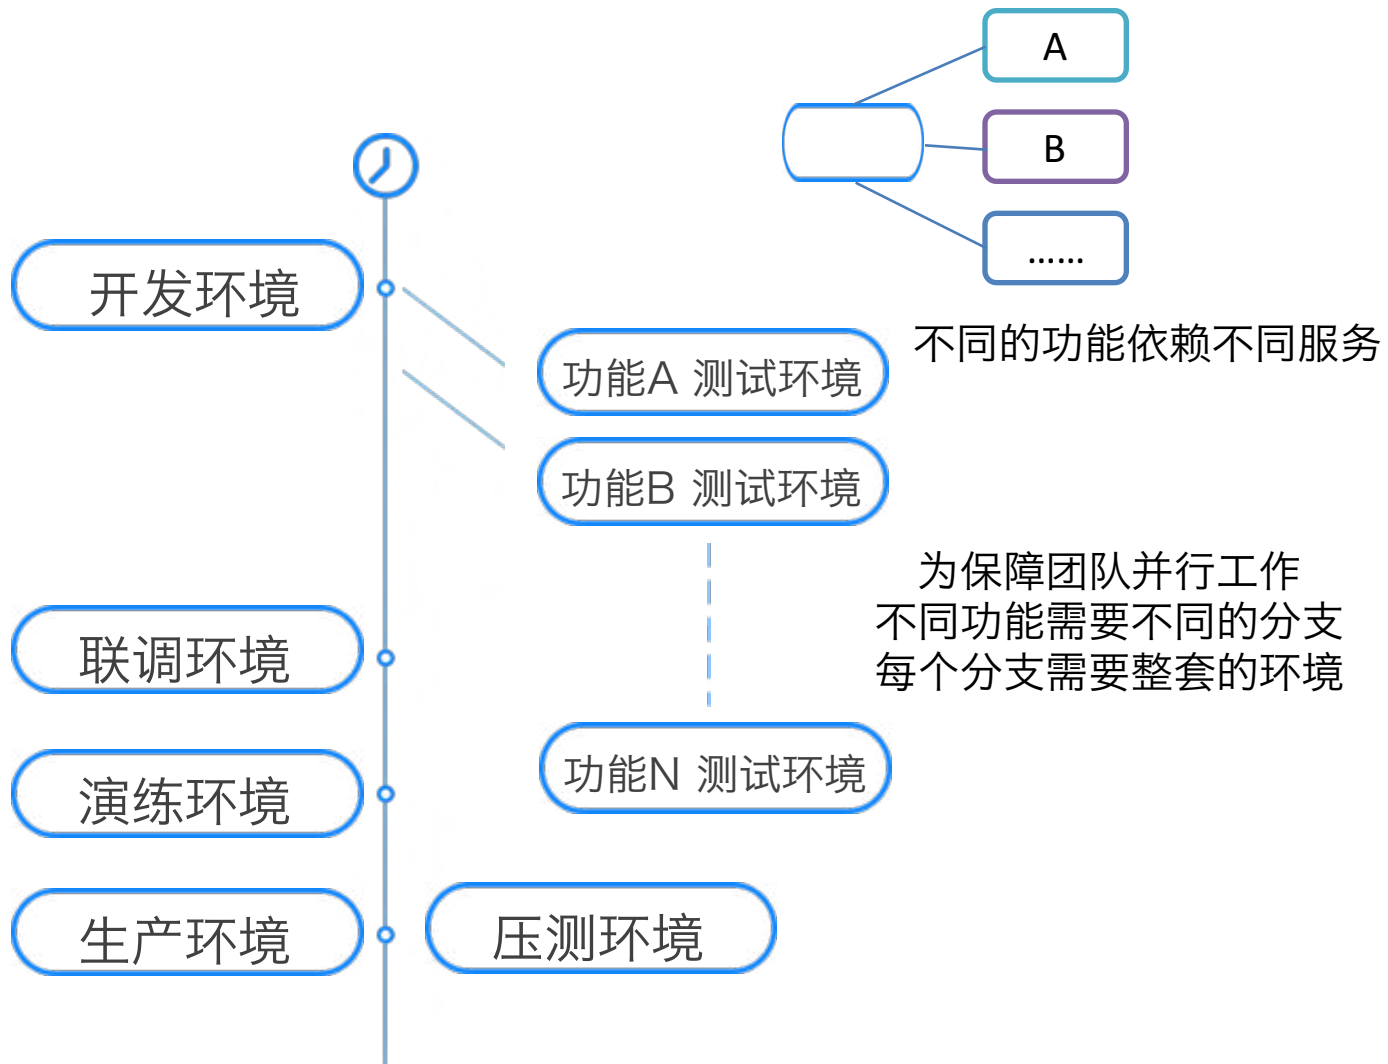 A
B
......
开发环境
不同的功能依赖不同服务
功能A 测试环境
功能B 测试环境
为保障团队并行工作
不同功能需要不同的分支
每个分支需要整套的环境
联调环境
功能N 测试环境
演练环境
生产环境
压测环境